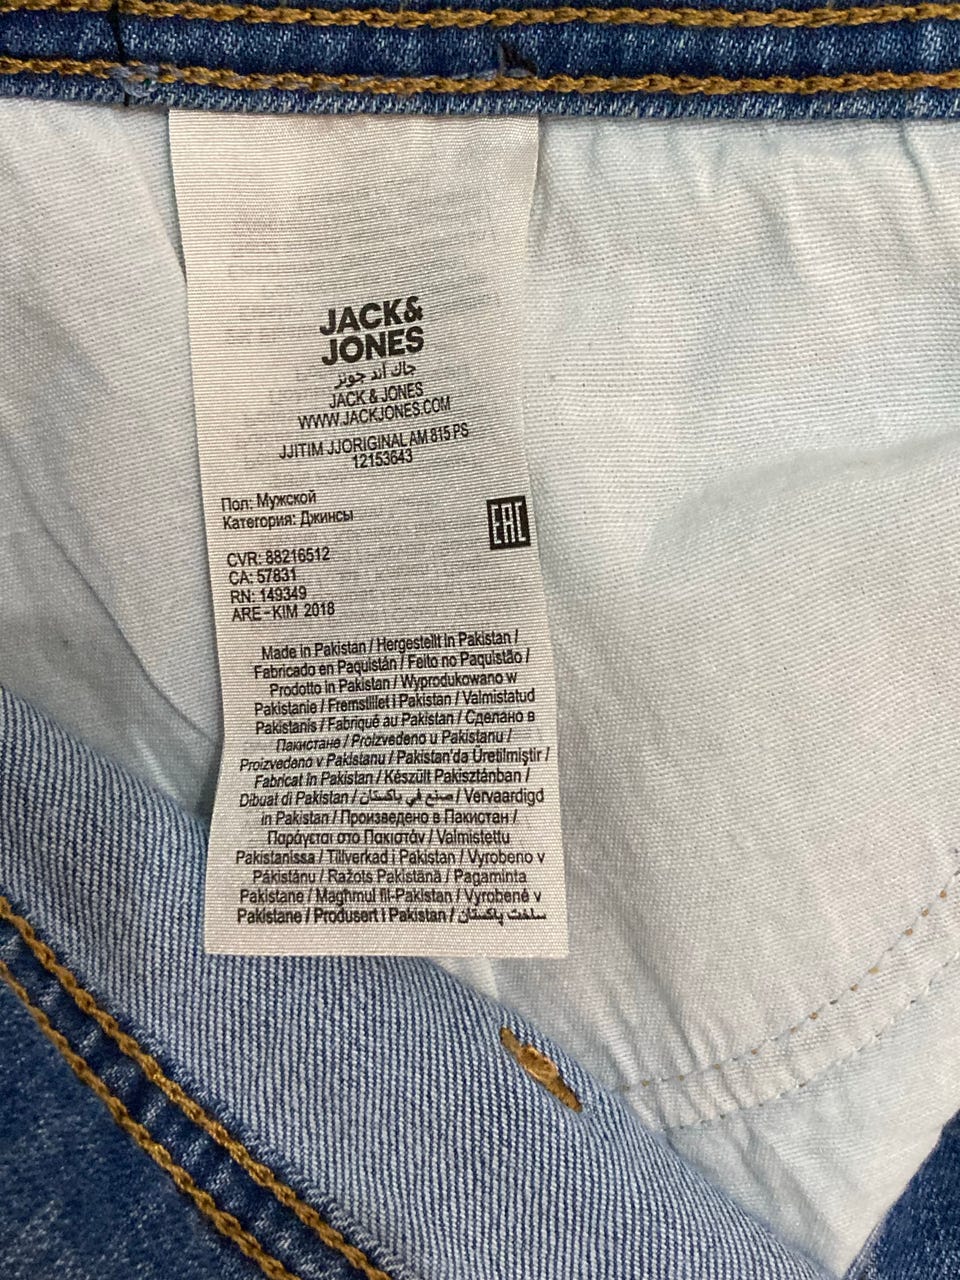 JACK&
JONES
جاك آند جونز
JACK & JONES
WWW.JACKJONES.COM
JJITIM JJORIGINAL AM 815 PS
12153643
Пол: Мужской
Категория: Джинсы
EAC
CVR: 88216512
CA: 57831
RN: 149349
ARE-KIM 2018
Made in Pakistan / Hergestellt in Pakistan /
Fabricado en Paquistán / Feito no Paquistão /
Prodotto in Pakistan / Wyprodukowano w
Pakistanie / Fremstillet i Pakistan / Valmistatud
Pakistanis / Fabriqué au Pakistan / Сделано в
Пакистане / Proizvedeno u Pakistanu /
Proizvedeno v Pakistanu / Pakistan'da Üretilmiştir /
Fabricat în Pakistan / Készült Pakisztánban /
Dibuat di Pakistan / صنع في باكستان / Vervaardigd
in Pakistan / Произведено в Пакистан /
Παράγεται στο Πακιστάν / Valmistettu
Pakistanissa / Tillverkad i Pakistan / Vyrobeno v
Pákistánu / Ražots Pakistānā / Pagaminta
Pakistane / Magħmul fil-Pakistan / Vyrobené v
Pakistane / Produsert i Pakistan / ساخت پاکستان